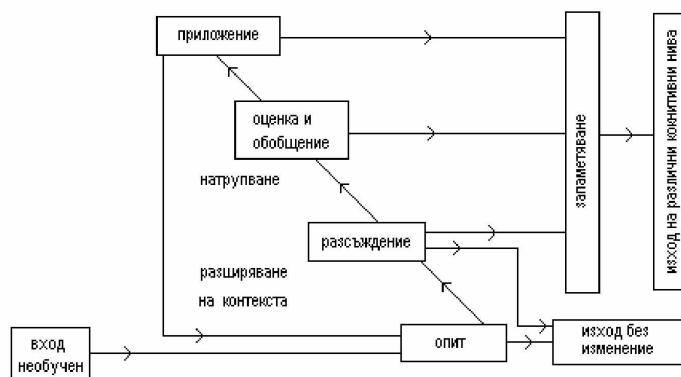 приложение
оценка и
обобщение
натрупване
разсъждение
разширяване
на контекста
вход
необучен
опит
изход без
изменение
запаметяване
изход на различни когнитивни нива